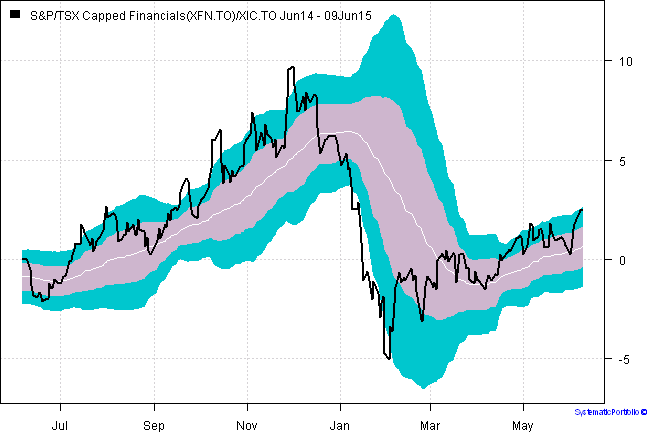 S&P/TSX Capped Financials(XFN.TO)/XIC.TO Jun14 - 09Jun15
10
5
0
-5
Jul Sep Nov Jan Mar May
SystematicPortfolio ©